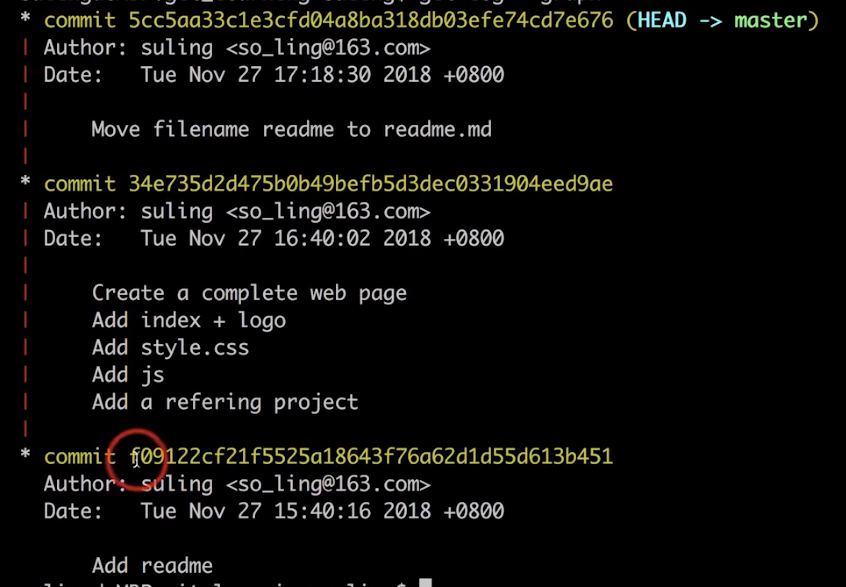 * commit 5cc5aa33c1e3cfd04a8ba318db03efe74cd7e676 (HEAD -> master)
| Author: suling <so_ling@163.com>
| Date:   Tue Nov 27 17:18:30 2018 +0800
|
|     Move filename readme to readme.md
|
* commit 34e735d2d475b0b49befb5d3dec0331904eed9ae
| Author: suling <so_ling@163.com>
| Date:   Tue Nov 27 16:40:02 2018 +0800
|
|     Create a complete web page
|     Add index + logo
|     Add style.css
|     Add js
|     Add a refering project
|
* commit f09122cf21f5525a18643f76a62d1d55d613b451
  Author: suling <so_ling@163.com>
  Date:   Tue Nov 27 15:40:16 2018 +0800

      Add readme